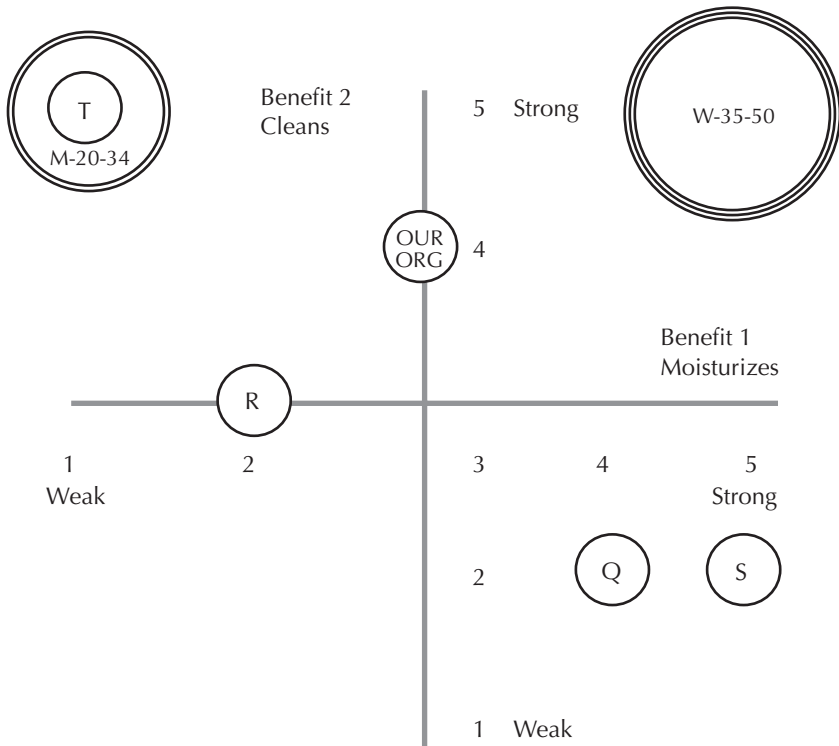 Benefit 2
Cleans
5 Strong
T
M-20-34
W-35-50
OUR
ORG
4
Benefit 1
Moisturizes
R
1
Weak
2
3
4
5
Strong
2
Q
S
1 Weak